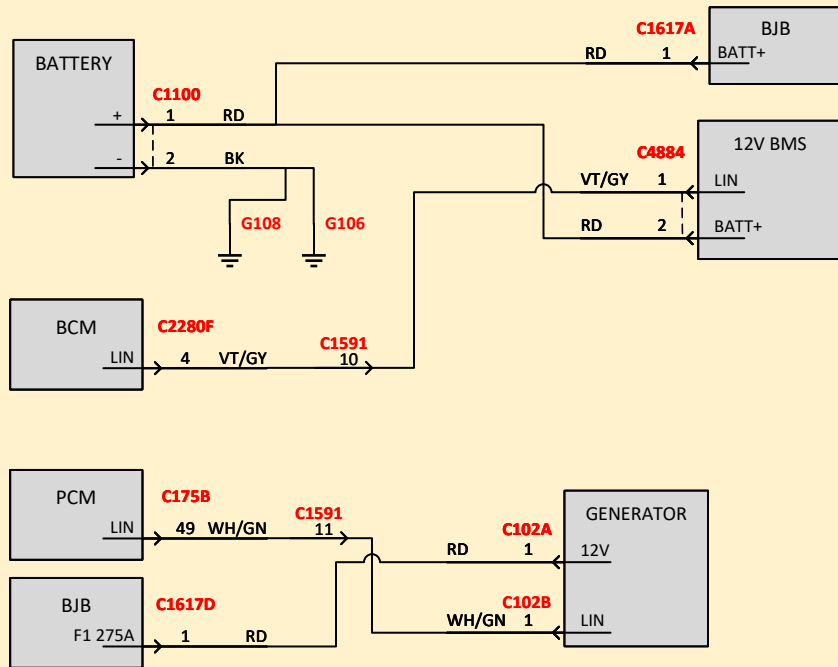 C1617A
BJB
RD 1 BATT+
BATTERY
C1100
+ 1 RD
- 2 BK
G108 G106
12V BMS
C4884
VT/GY 1 LIN
RD 2 BATT+
BCM
C2280F
LIN 4 VT/GY
C1591
10
PCM
C175B
LIN 49 WH/GN
C1591
11
GENERATOR
C102A
RD 1 12V
C102B
WH/GN 1 LIN
BJB
C1617D
F1 275A 1 RD